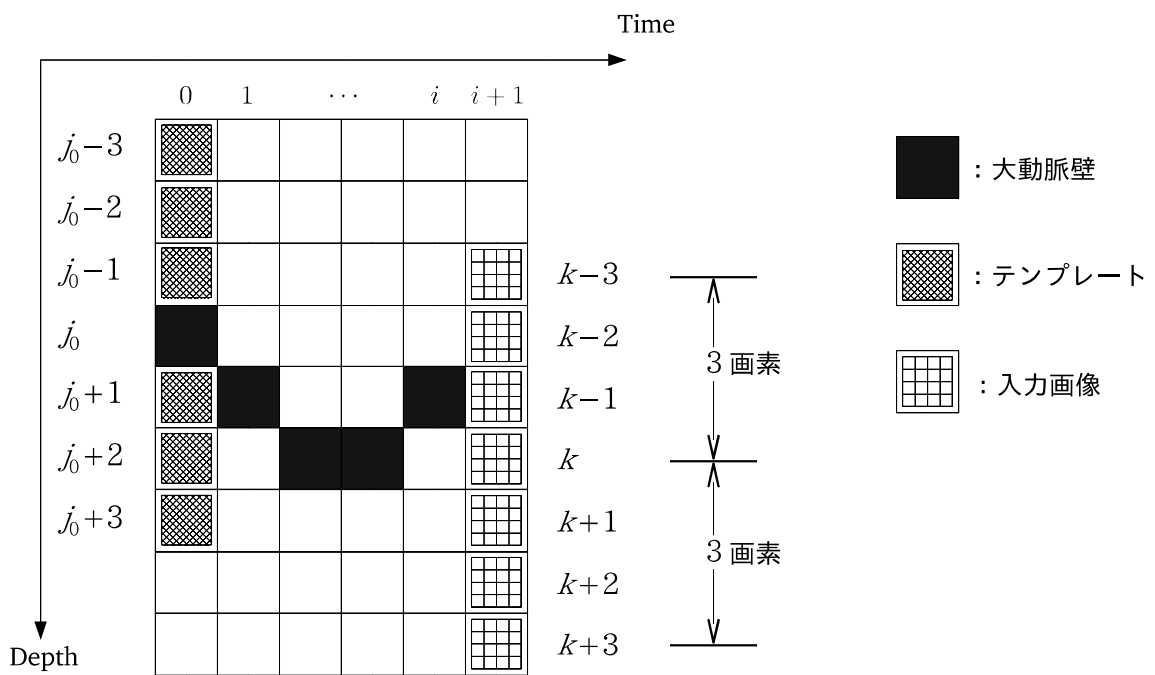 Time
0 1 ⋯ i i+1
j₀−3
j₀−2
j₀−1
j₀
j₀+1
j₀+2
j₀+3
Depth
k−3
k−2
k−1
k
k+1
k+2
k+3
3 画素
3 画素
: 大動脈壁
: テンプレート
: 入力画像